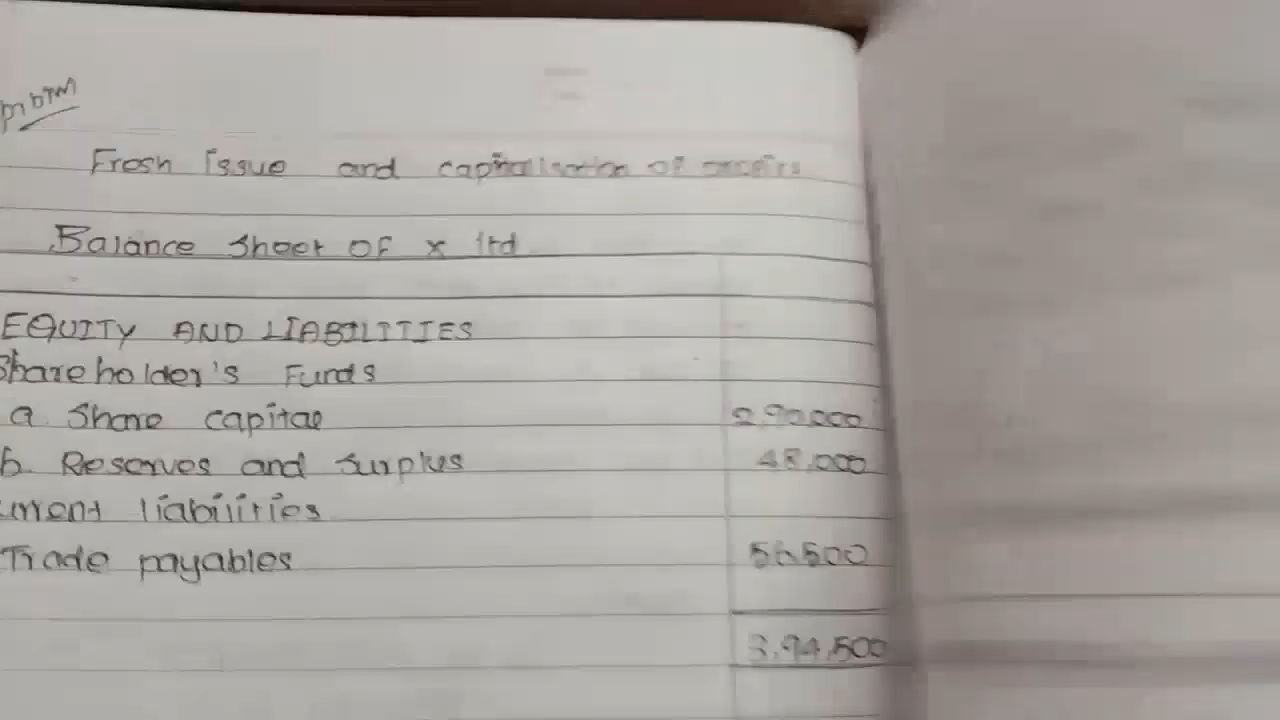 Fresh issue and capitalisation of profits
Balance sheet of x ltd
EQUITY AND LIABILITIES
Shareholder's Funds
a. Share capital 2,90,000
b. Reserves and surplus 48,000
urrent liabilities
Trade payables 56,500
3,94,500